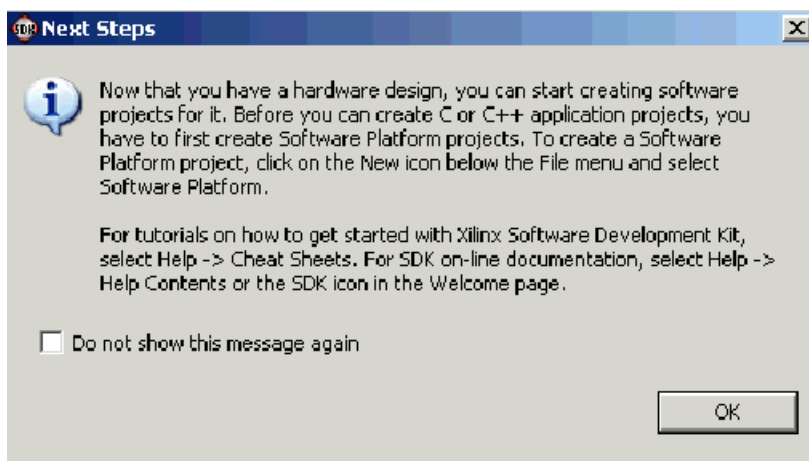 SDK Next Steps
Now that you have a hardware design, you can start creating software
projects for it. Before you can create C or C++ application projects, you
have to first create Software Platform projects. To create a Software
Platform project, click on the New icon below the File menu and select
Software Platform.
For tutorials on how to get started with Xilinx Software Development Kit,
select Help -> Cheat Sheets. For SDK on-line documentation, select Help ->
Help Contents or the SDK icon in the Welcome page.
Do not show this message again
OK